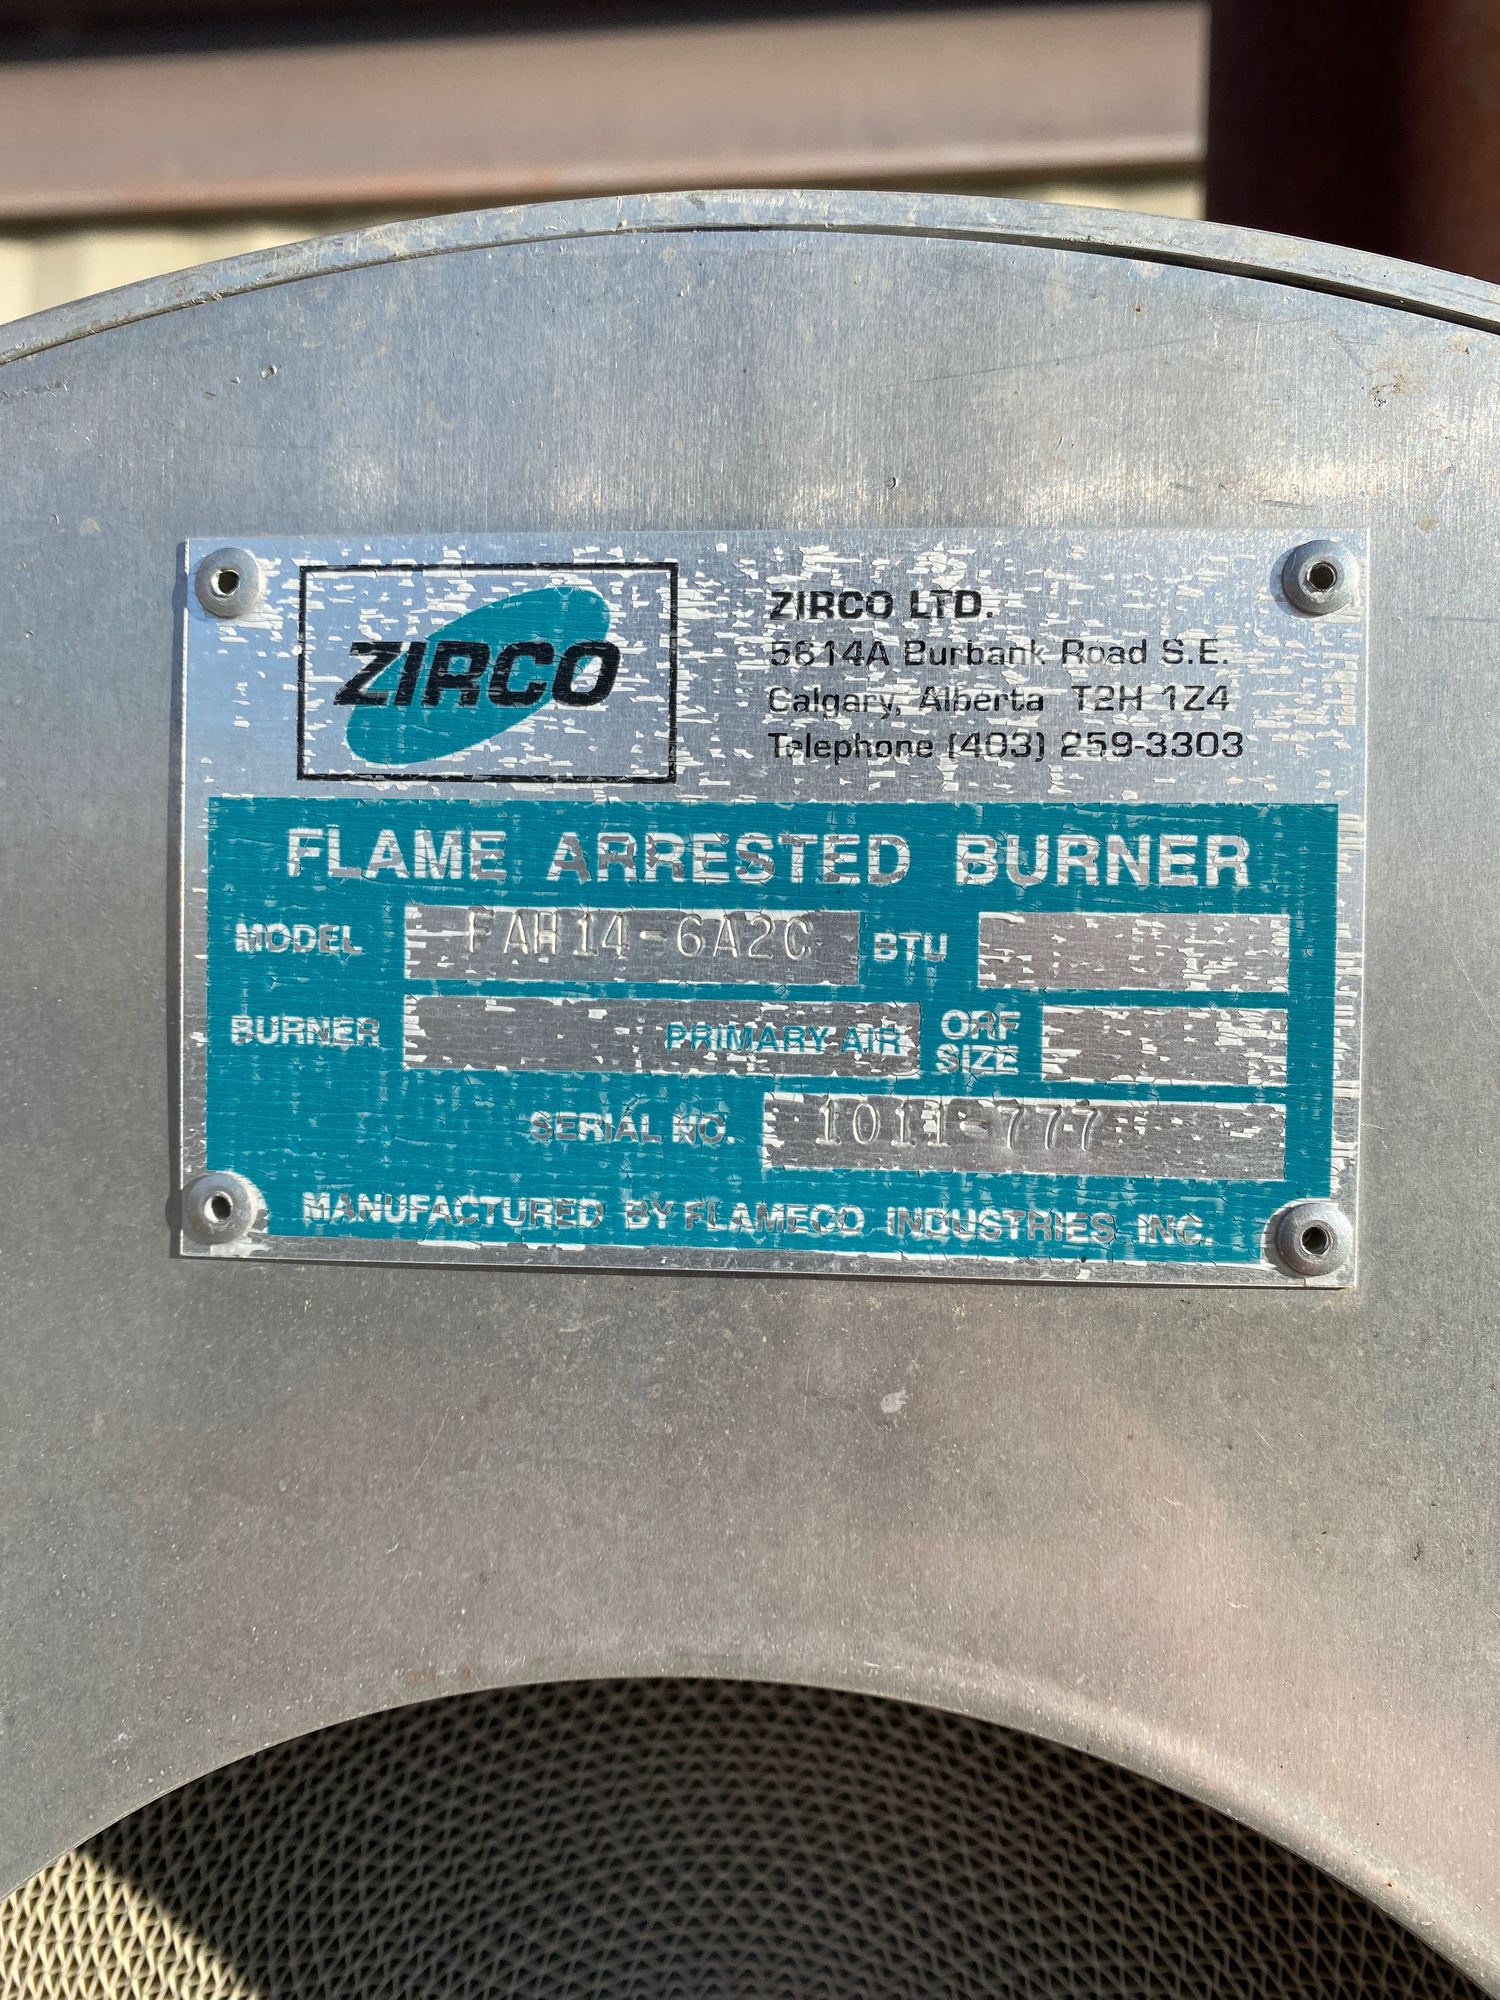 ZIRCO
ZIRCO LTD.
5614A Burbank Road S.E.
Calgary, Alberta T2H 1Z4
Telephone (403) 259-3303
FLAME ARRESTED BURNER
MODEL FAH14-6A2C BTU
BURNER PRIMARY AIR ORF SIZE
SERIAL NO. 1011-777
MANUFACTURED BY FLAMECO INDUSTRIES INC.